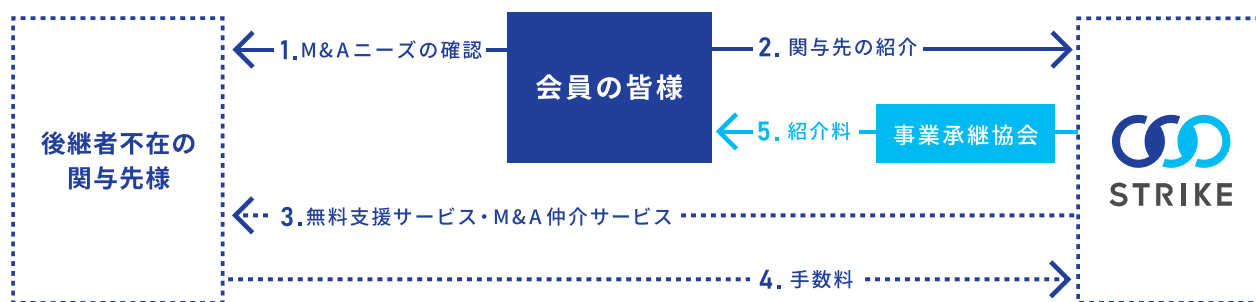 1.M&Aニーズの確認
会員の皆様
2.関与先の紹介
後継者不在の
関与先様
5.紹介料
事業承継協会
STRIKE
3.無料支援サービス・M&A仲介サービス
4.手数料